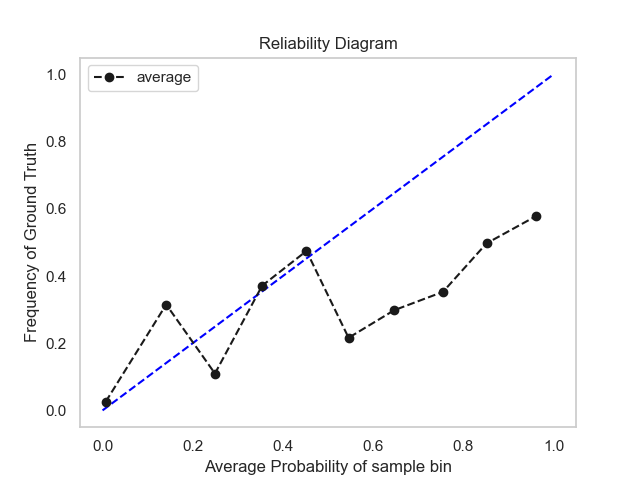 Reliability Diagram
average
Frequency of Ground Truth
1.0
0.8
0.6
0.4
0.2
0.0
0.0 0.2 0.4 0.6 0.8 1.0
Average Probability of sample bin